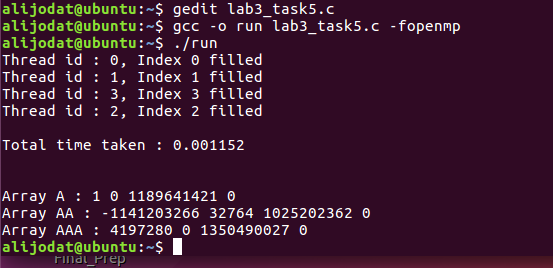 alijodat@ubuntu:~$ gedit lab3_task5.c
alijodat@ubuntu:~$ gcc -o run lab3_task5.c -fopenmp
alijodat@ubuntu:~$ ./run
Thread id : 0, Index 0 filled
Thread id : 1, Index 1 filled
Thread id : 3, Index 3 filled
Thread id : 2, Index 2 filled
Total time taken : 0.001152
Array A : 1 0 1189641421 0
Array AA : -1141203266 32764 1025202362 0
Array AAA : 4197280 0 1350490027 0
alijodat@ubuntu:~$
Final_Prep